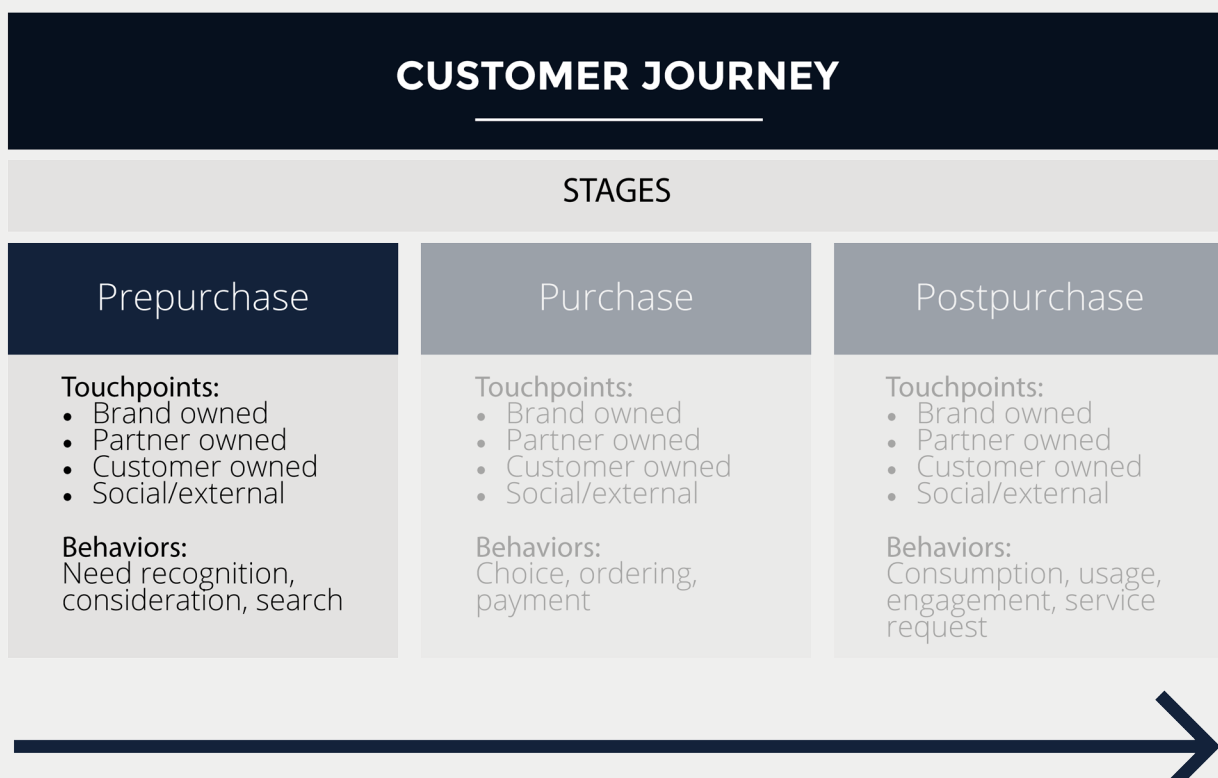 CUSTOMER JOURNEY
STAGES
Prepurchase
Touchpoints:
• Brand owned
• Partner owned
• Customer owned
• Social/external
Behaviors:
Need recognition,
consideration, search
Purchase
Touchpoints:
• Brand owned
• Partner owned
• Customer owned
• Social/external
Behaviors:
Choice, ordering,
payment
Postpurchase
Touchpoints:
• Brand owned
• Partner owned
• Customer owned
• Social/external
Behaviors:
Consumption, usage,
engagement, service
request